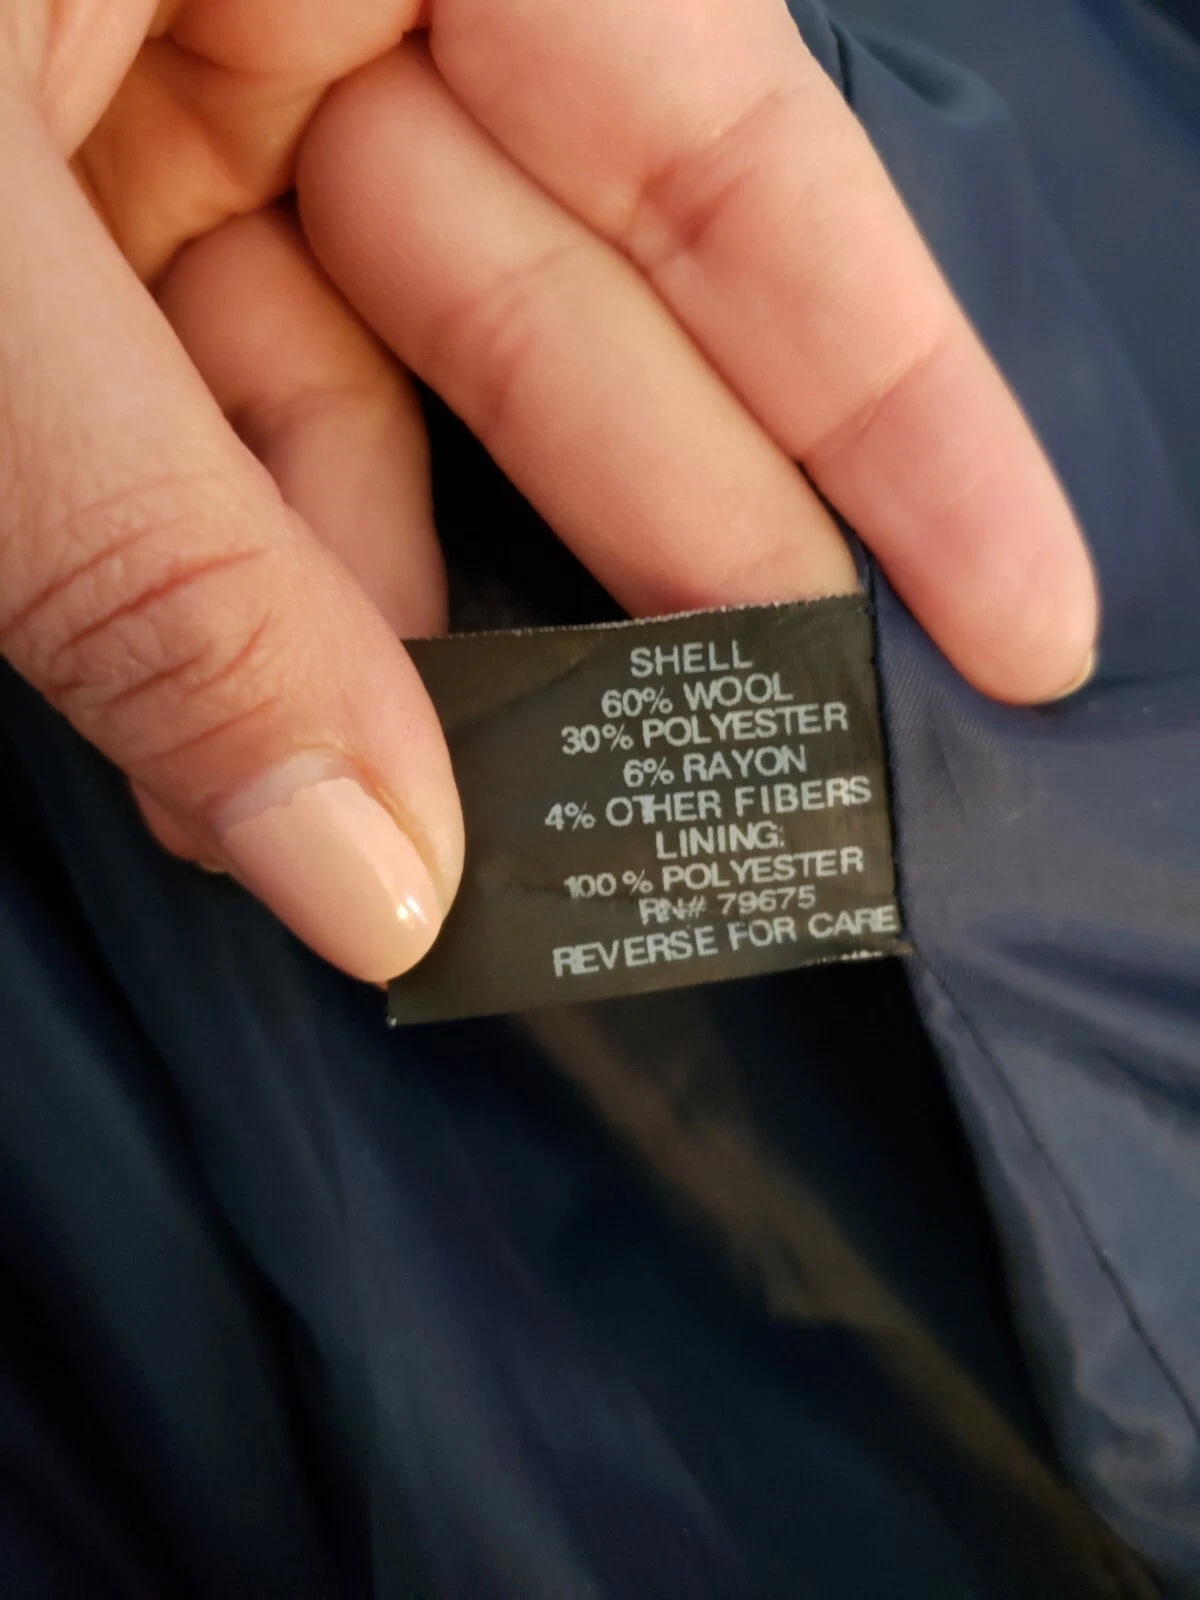 SHELL
60% WOOL
30% POLYESTER
6% RAYON
4% OTHER FIBERS
LINING:
100% POLYESTER
RN# 79675
REVERSE FOR CARE